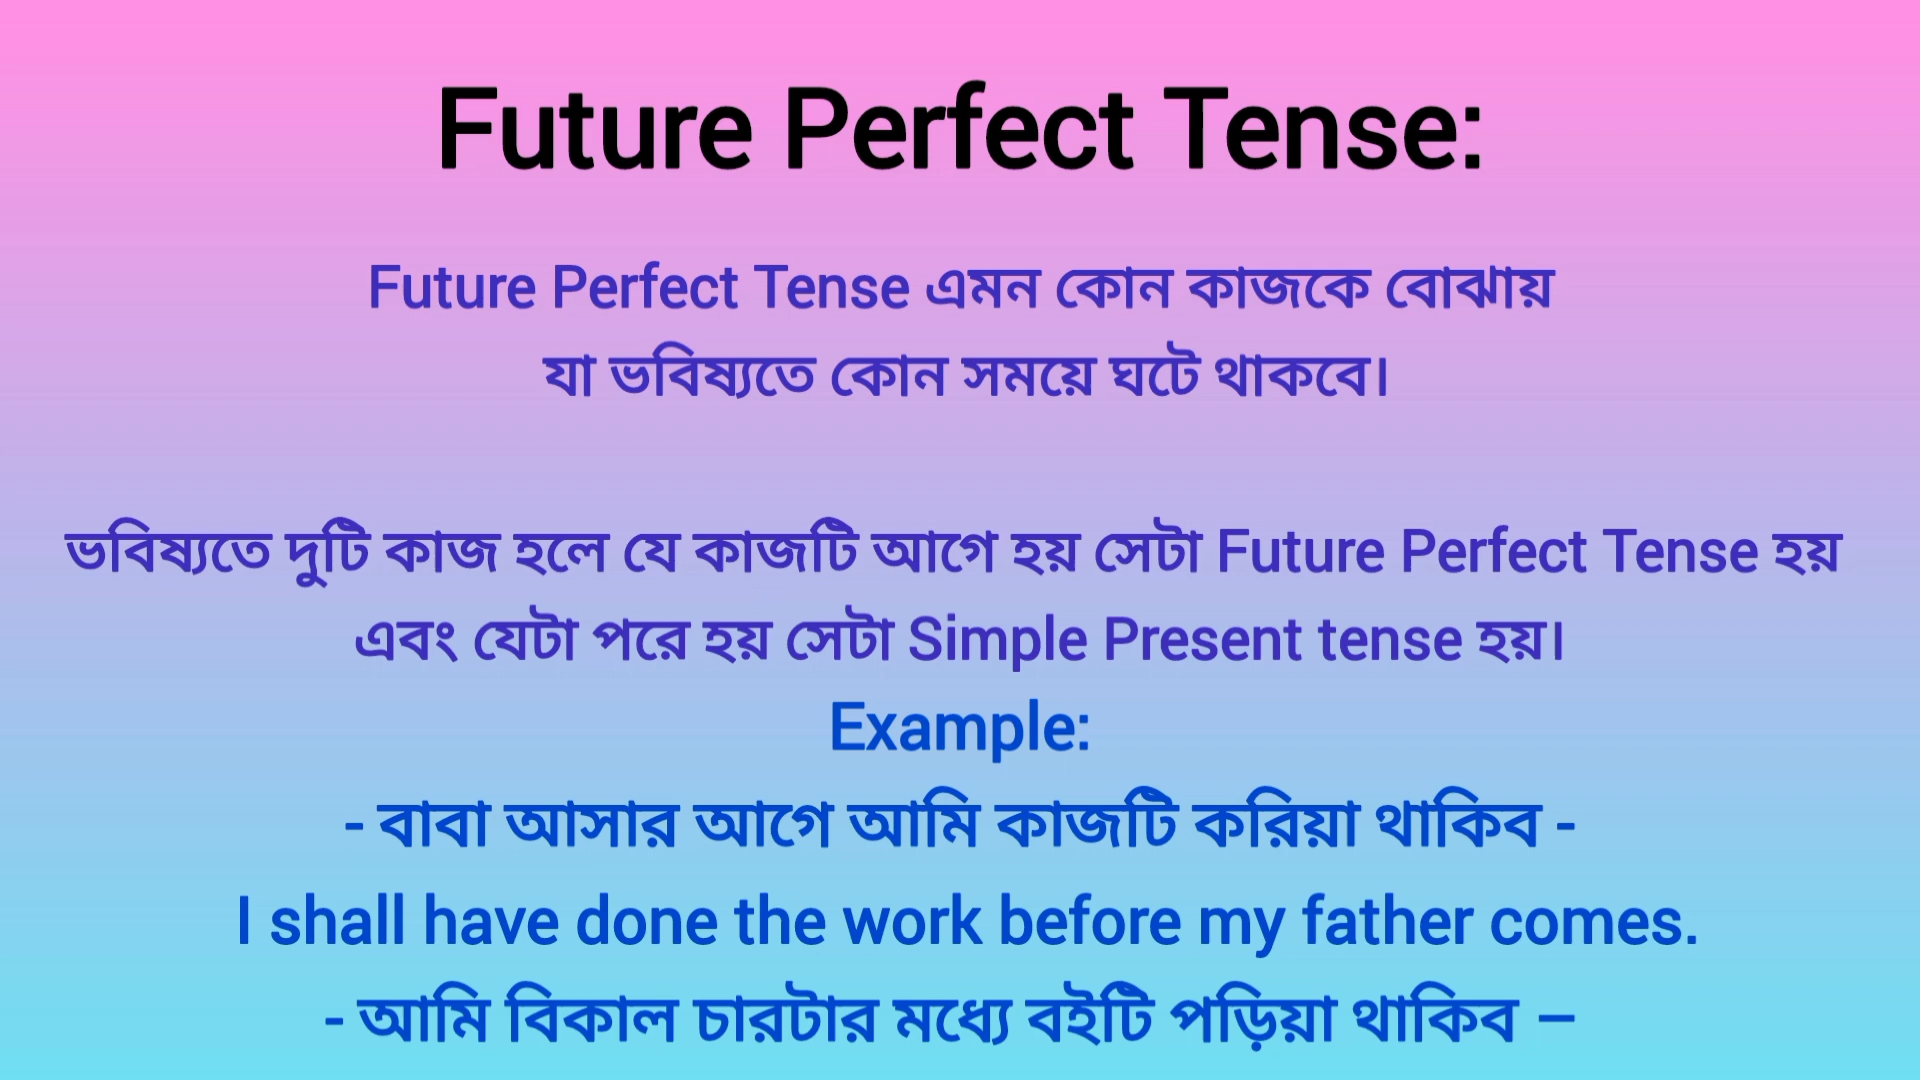 Future Perfect Tense:
Future Perfect Tense এমন কোন কাজকে বোঝায়
যা ভবিষ্যতে কোন সময়ে ঘটে থাকবে।
ভবিষ্যতে দুটি কাজ হলে যে কাজটি আগে হয় সেটা Future Perfect Tense হয়
এবং যেটা পরে হয় সেটা Simple Present tense হয়।
Example:
- বাবা আসার আগে আমি কাজটি করিয়া থাকিব -
I shall have done the work before my father comes.
- আমি বিকাল চারটার মধ্যে বইটি পড়িয়া থাকিব –